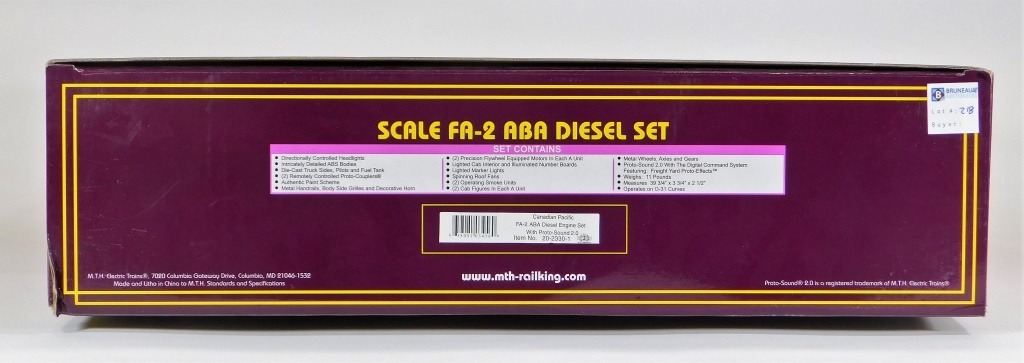 BRUNEAU
Lot #: 213
Buyer:
SCALE FA-2 ABA DIESEL SET
SET CONTAINS
• Directionally Controlled Headlights
• Intricately Detailed ABS Bodies
• Die-Cast Truck Sides, Pilots and Fuel Tank
• (2) Remotely Controlled Proto-Couplers®
• Authentic Paint Scheme
• Metal Handrails, Body Side Grilles and Decorative Horn
• (2) Precision Flywheel Equipped Motors In Each A Unit
• Lighted Cab Interior and Illuminated Number Boards
• Lighted Marker Lights
• Spinning Roof Fans
• (2) Operating Smoke Units
• (2) Cab Figures In Each A Unit
• Metal Wheels, Axles and Gears
• Proto-Sound 2.0 With The Digital Command System
Featuring: Freight Yard Proto-Effects™
• Weighs: 11 Pounds
• Measures 39 3/4" x 3 3/4" x 2 1/2"
• Operates on O-31 Curves
Canadian Pacific
FA-2 ABA Diesel Engine Set
With Proto-Sound 2.0
Item No.: 20-2330-1
M.T.H. Electric Trains®, 7020 Columbia Gateway Drive, Columbia, MD 21046-1532
Made and Litho in China to M.T.H. Standards and Specifications
www.mth-railking.com
Proto-Sound® 2.0 is a registered trademark of M.T.H. Electric Trains®